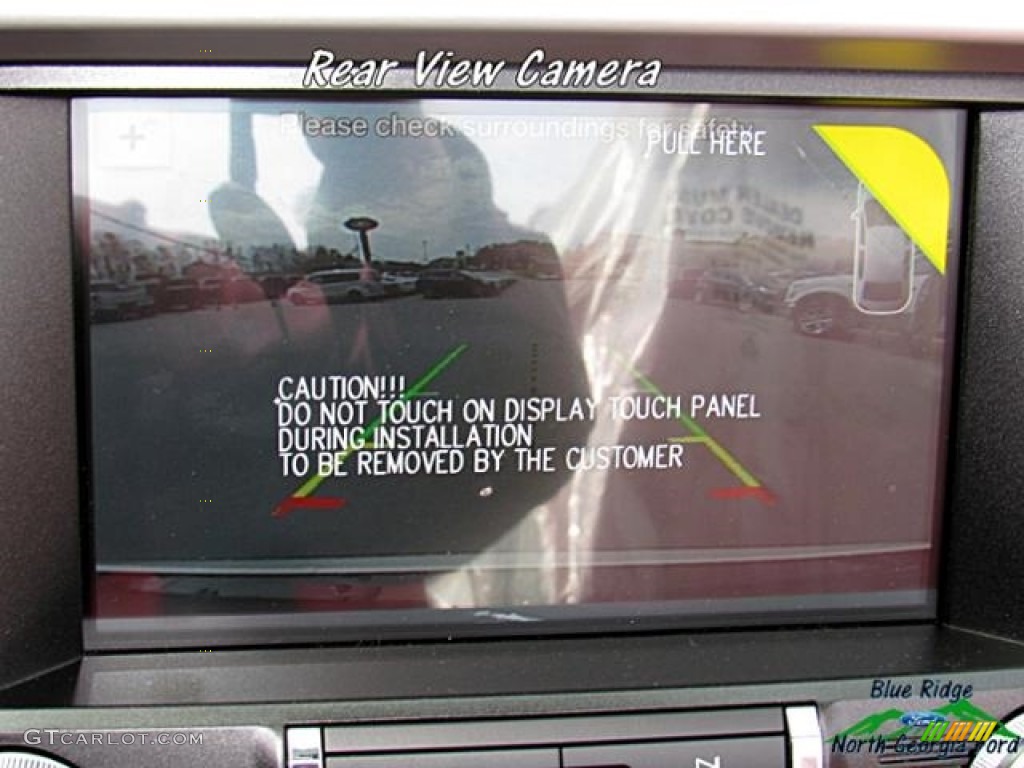 Rear View Camera
Please check surroundings for safety.
PULL HERE
CAUTION!!!
DO NOT TOUCH ON DISPLAY TOUCH PANEL
DURING INSTALLATION
TO BE REMOVED BY THE CUSTOMER
Blue Ridge
Ford
North Georgia Ford
GTCARLOT.COM